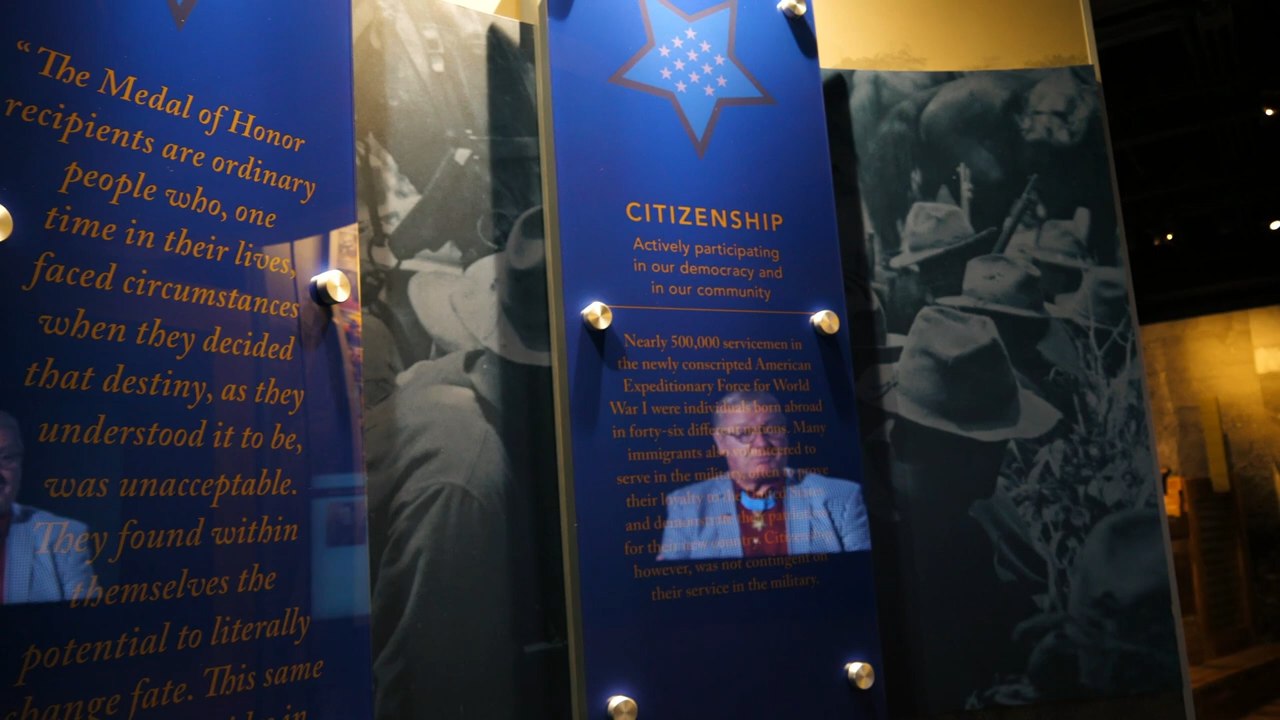 “The Medal of Honor
recipients are ordinary
people who, one
time in their lives,
faced circumstances
when they decided
that destiny, as they
understood it to be,
was unacceptable.
They found within
themselves the
potential to literally
change fate. This same
CITIZENSHIP
Actively participating
in our democracy and
in our community
Nearly 500,000 servicemen in
the newly conscripted American
Expeditionary Force for World
War I were individuals born abroad
in forty-six different nations. Many
immigrants also volunteered to
serve in the military, often to prove
their loyalty to the United States
and demonstrate their patriotism
for their new country. Citizenship,
however, was not contingent on
their service in the military.